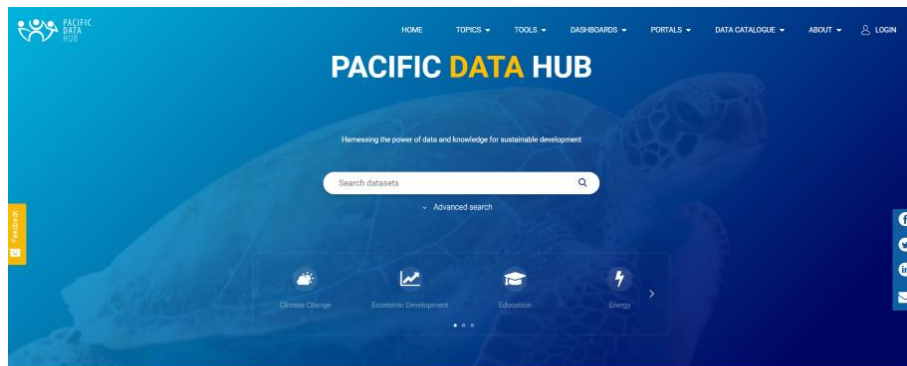 PACIFIC
DATA
HUB
HOME TOPICS TOOLS DASHBOARDS PORTALS DATA CATALOGUE ABOUT LOGIN
PACIFIC DATA HUB
Harnessing the power of data and knowledge for sustainable development
Search datasets
Advanced search
Feedback
Climate Change Economic Development Education Energy